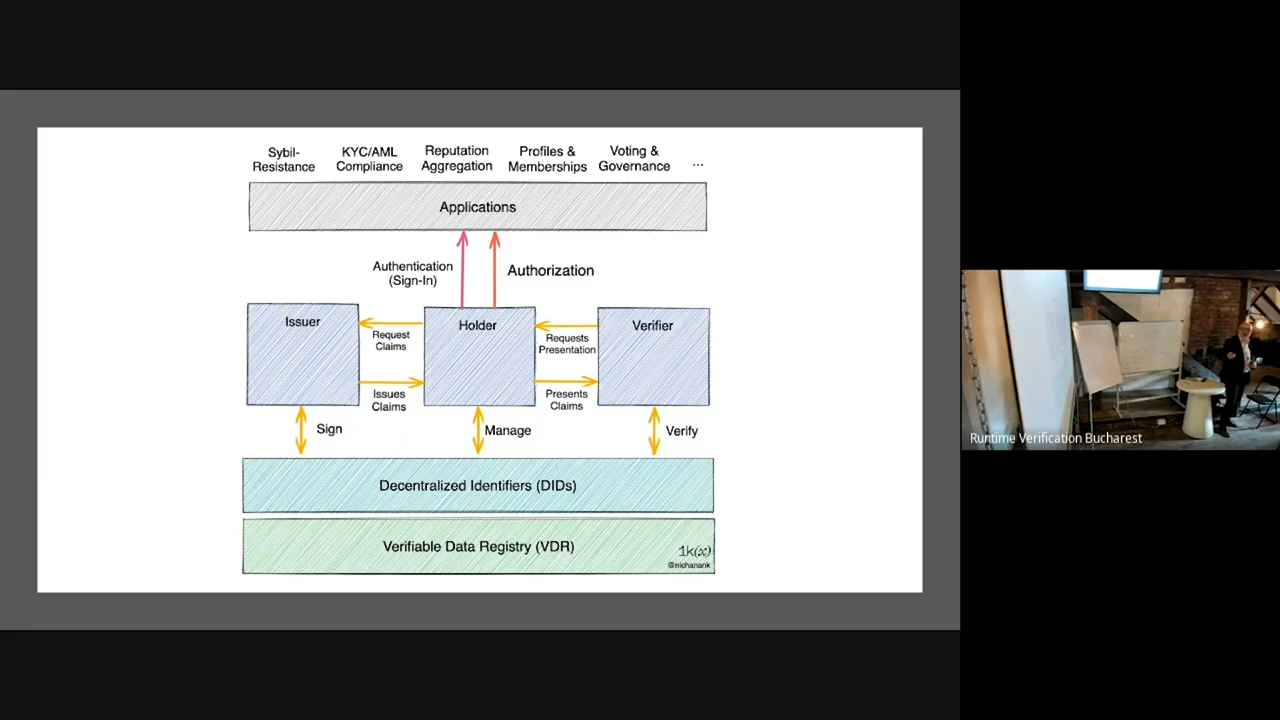 Sybil-
Resistance
KYC/AML
Compliance
Reputation
Aggregation
Profiles &
Memberships
Voting &
Governance
...
Applications
Authentication
(Sign-In)
Authorization
Issuer
Request
Claims
Issues
Claims
Holder
Requests
Presentation
Presents
Claims
Verifier
Sign
Manage
Verify
Decentralized Identifiers (DIDs)
Verifiable Data Registry (VDR)
1k(x)
@nichanank
Runtime Verification Bucharest